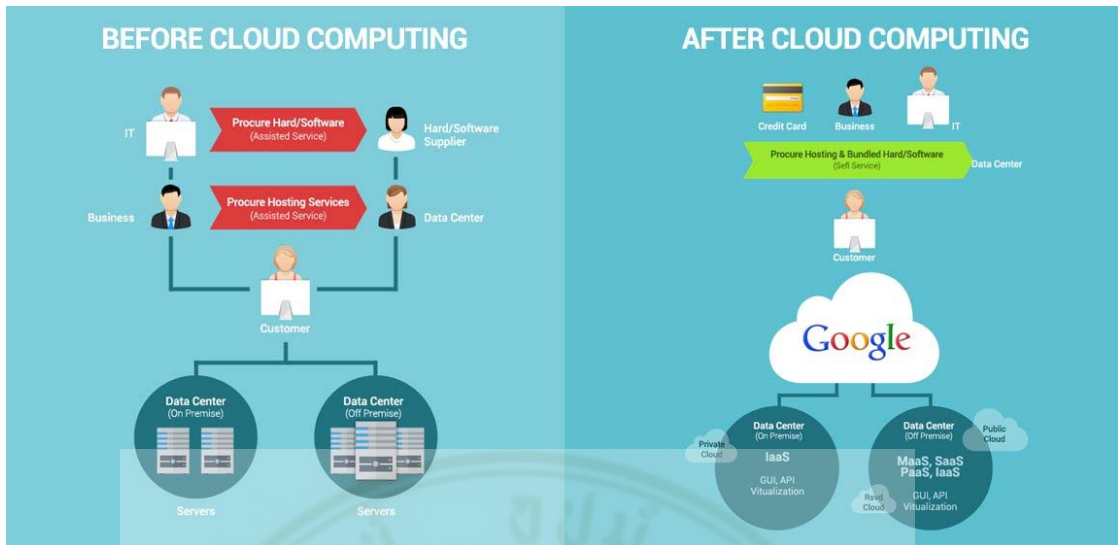 BEFORE CLOUD COMPUTING
IT
Procure Hard/Software
(Assisted Service)
Hard/Software
Supplier
Business
Procure Hosting Services
(Assisted Service)
Data Center
Customer
Data Center
(On Premise)
Data Center
(Off Premise)
Servers
Servers
AFTER CLOUD COMPUTING
Credit Card
Business
IT
Procure Hosting & Bundled Hard/Software
(Sefl Service)
Data Center
Customer
Google
Private
Cloud
Data Center
(On Premise)
IaaS
GUI, API
Vitualization
Data Center
(Off Premise)
Public
Cloud
MaaS, SaaS
PaaS, IaaS
Rsvd
Cloud
GUI, API
Vitualization